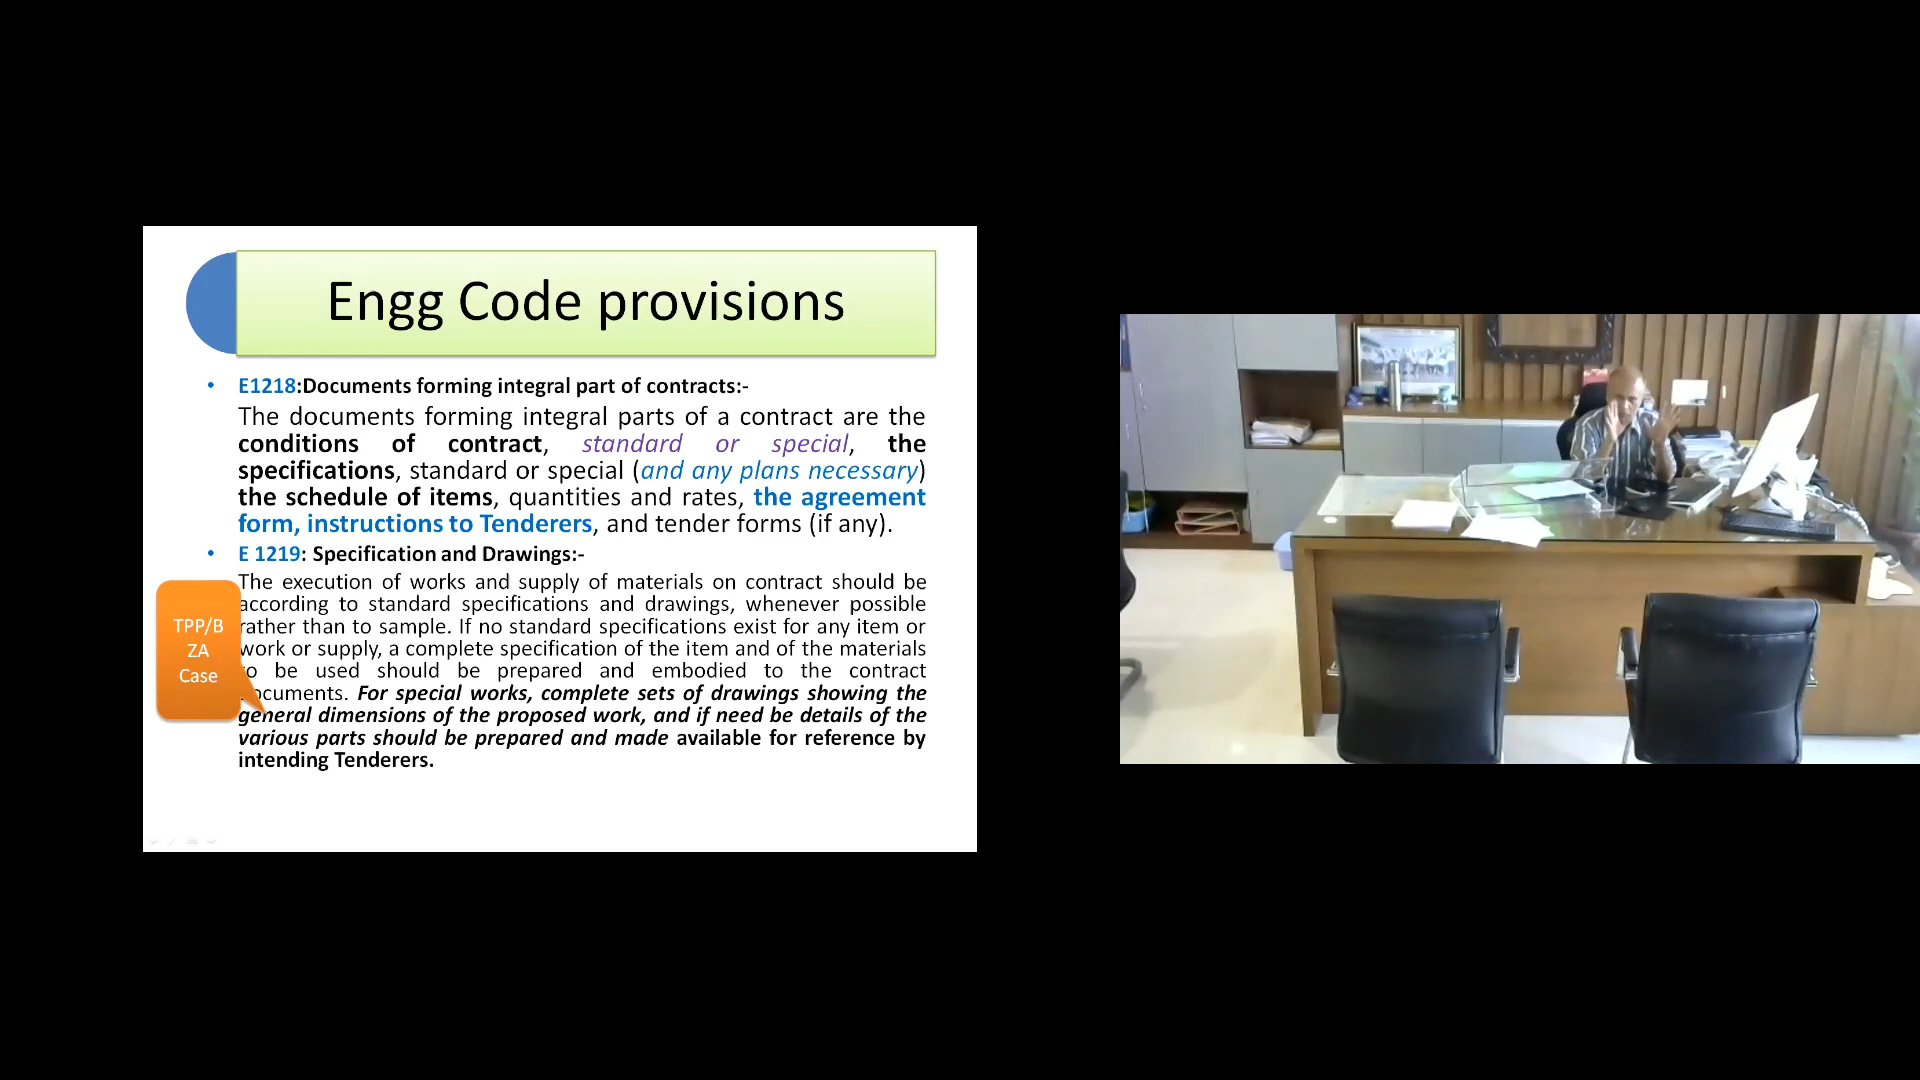 Engg Code provisions
• E1218:Documents forming integral part of contracts:-
The documents forming integral parts of a contract are the
conditions of contract, standard or special, the
specifications, standard or special (and any plans necessary)
the schedule of items, quantities and rates, the agreement
form, instructions to Tenderers, and tender forms (if any).
• E 1219: Specification and Drawings:-
The execution of works and supply of materials on contract should be
according to standard specifications and drawings, whenever possible
rather than to sample. If no standard specifications exist for any item or
work or supply, a complete specification of the item and of the materials
to be used should be prepared and embodied to the contract
documents. For special works, complete sets of drawings showing the
general dimensions of the proposed work, and if need be details of the
various parts should be prepared and made available for reference by
intending Tenderers.
TPP/B
ZA
Case